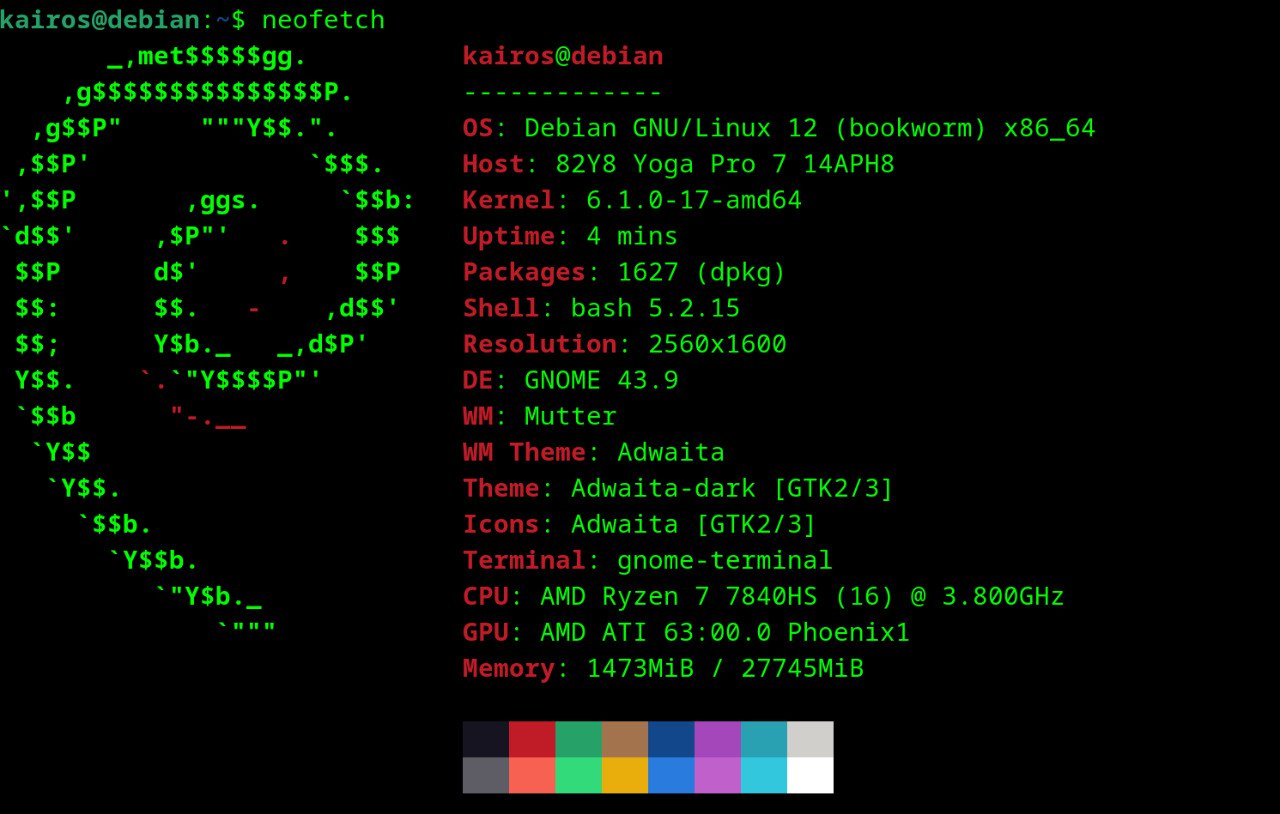 kairos@debian:~$ neofetch
       _,met$$$$$gg.          kairos@debian
    ,g$$$$$$$$$$$$$$$P.       -------------
  ,g$$P"     """Y$$.".        OS: Debian GNU/Linux 12 (bookworm) x86_64
 ,$$P'              `$$$.     Host: 82Y8 Yoga Pro 7 14APH8
',$$P       ,ggs.     `$$b:   Kernel: 6.1.0-17-amd64
`d$$'     ,$P"'   .    $$$    Uptime: 4 mins
 $$P      d$'     ,    $$P    Packages: 1627 (dpkg)
 $$:      $$.   -    ,d$$'    Shell: bash 5.2.15
 $$;      Y$b._   _,d$P'      Resolution: 2560x1600
 Y$$.    `.`"Y$$$$P"'         DE: GNOME 43.9
 `$$b      "-.__              WM: Mutter
  `Y$$                        WM Theme: Adwaita
   `Y$$.                      Theme: Adwaita-dark [GTK2/3]
     `$$b.                    Icons: Adwaita [GTK2/3]
       `Y$$b.                 Terminal: gnome-terminal
          `"Y$b._             CPU: AMD Ryzen 7 7840HS (16) @ 3.800GHz
              `"""            GPU: AMD ATI 63:00.0 Phoenix1
                              Memory: 1473MiB / 27745MiB